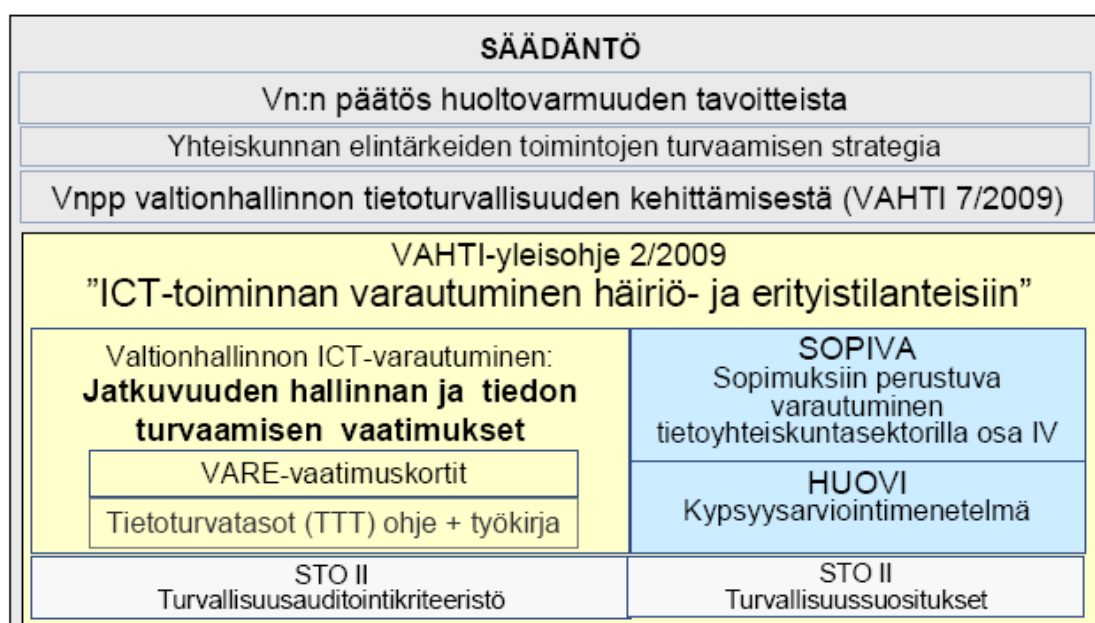 SÄÄDÄNTÖ
Vn:n päätös huoltovarmuuden tavoitteista
Yhteiskunnan elintärkeiden toimintojen turvaamisen strategia
Vnpp valtionhallinnon tietoturvallisuuden kehittämisestä (VAHTI 7/2009)
VAHTI-yleisohje 2/2009
”ICT-toiminnan varautuminen häiriö- ja erityistilanteisiin”
Valtionhallinnon ICT-varautuminen:
Jatkuvuuden hallinnan ja tiedon
turvaamisen vaatimukset
VARE-vaatimuskortit
Tietoturvatasot (TTT) ohje + työkirja
SOPIVA
Sopimuksiin perustuva
varautuminen
tietoyhteiskuntasektorilla osa IV
HUOVI
Kypsyysarviointimenetelmä
STO II
Turvallisuusauditointikriteeristö
STO II
Turvallisuussuositukset